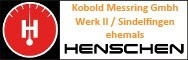 H
Kobold Messring Gmbh
Werk II / Sindelfingen
ehemals
HENSCHEN